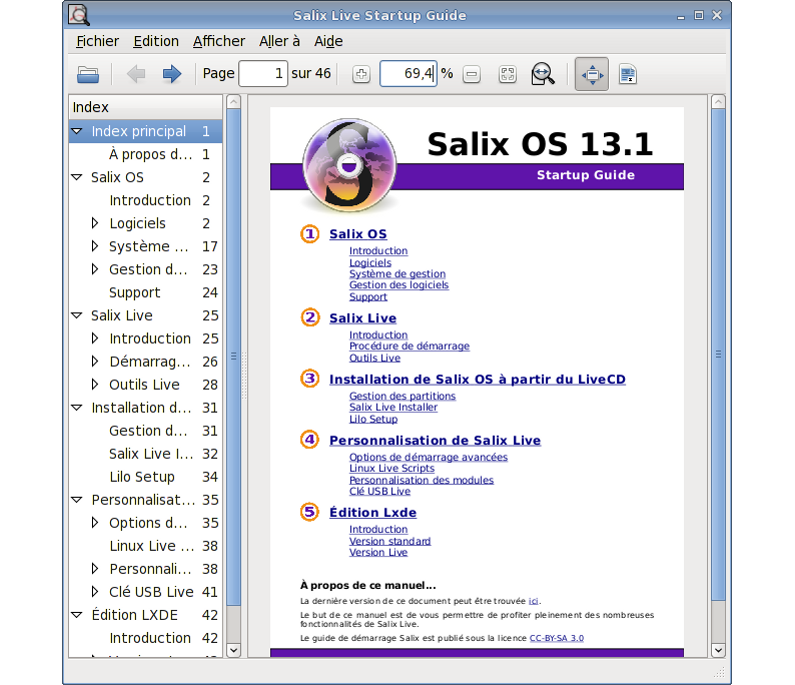 Salix Live Startup Guide
Fichier Edition Afficher Aller à Aide
Page 1 sur 46 69,4 %
Index
Index principal 1
À propos d... 1
Salix OS 2
Introduction 2
Logiciels 2
Système ... 17
Gestion d... 23
Support 24
Salix Live 25
Introduction 25
Démarrag... 26
Outils Live 28
Installation d... 31
Gestion d... 31
Salix Live I... 32
Lilo Setup 34
Personnalisat... 35
Options d... 35
Linux Live ... 38
Personnali... 38
Clé USB Live 41
Édition LXDE 42
Introduction 42
S
Salix OS 13.1
Startup Guide
1 Salix OS
Introduction
Logiciels
Système de gestion
Gestion des logiciels
Support
2 Salix Live
Introduction
Procédure de démarrage
Outils Live
3 Installation de Salix OS à partir du LiveCD
Gestion des partitions
Salix Live Installer
Lilo Setup
4 Personnalisation de Salix Live
Options de démarrage avancées
Linux Live Scripts
Personnalisation des modules
Clé USB Live
5 Édition Lxde
Introduction
Version standard
Version Live
À propos de ce manuel...
La dernière version de ce document peut être trouvée ici.
Le but de ce manuel est de vous permettre de profiter pleinement des nombreuses
fonctionnalités de Salix Live.
Le guide de démarrage Salix est publié sous la licence CC-BY-SA 3.0